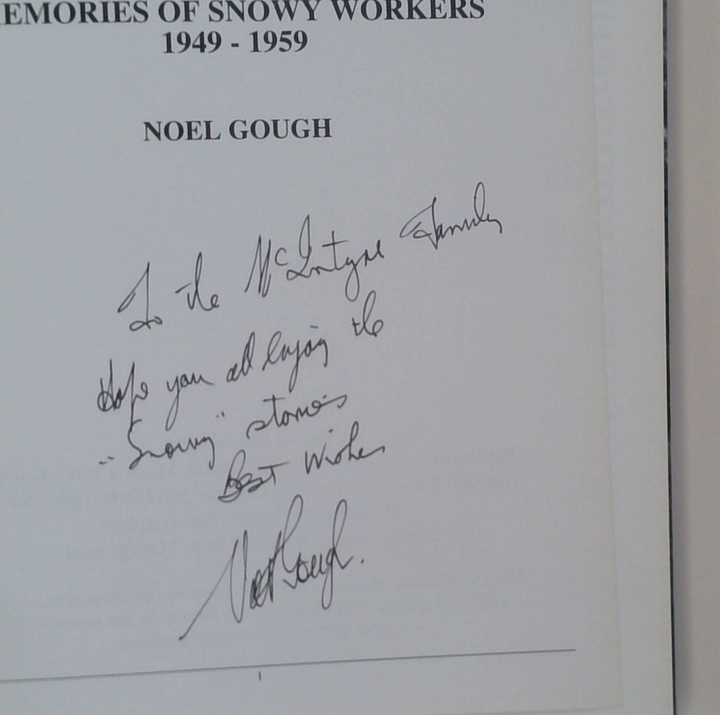 EMORIES OF SNOWY WORKERS
1949 - 1959
NOEL GOUGH
To the McIntyre Family
Hope you all enjoy the
"Snowy" stories
Best Wishes
Noel Gough.